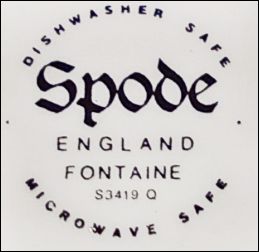 DISHWASHER SAFE
Spode
ENGLAND
FONTAINE
S3419 Q
MICROWAVE SAFE